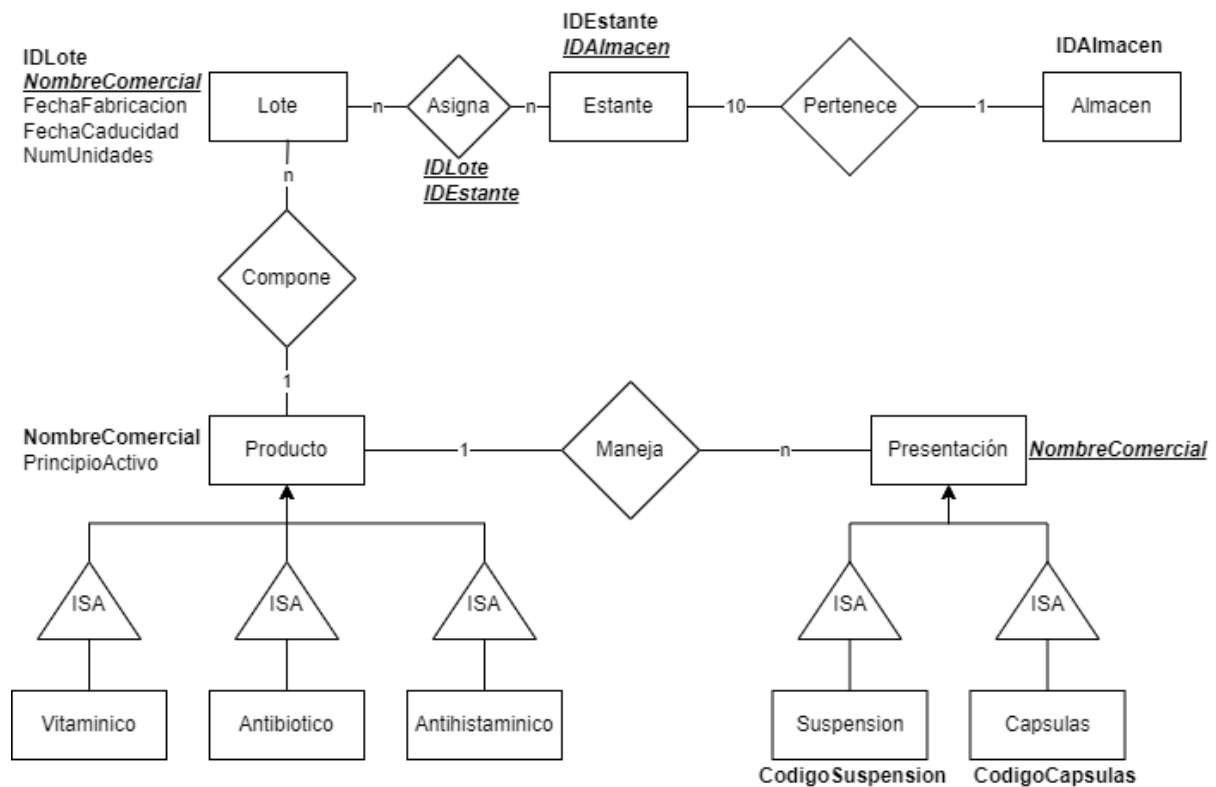 IDLote
NombreComercial
FechaFabricacion
FechaCaducidad
NumUnidades
Lote
n
Asigna
n
IDLote
IDEstante
IDEstante
IDAlmacen
Estante
10
Pertenece
1
IDAlmacen
Almacen
n
Compone
1
NombreComercial
PrincipioActivo
Producto
1
Maneja
n
Presentación
NombreComercial
ISA
ISA
ISA
ISA
ISA
Vitaminico
Antibiotico
Antihistaminico
Suspension
Capsulas
CodigoSuspension
CodigoCapsulas